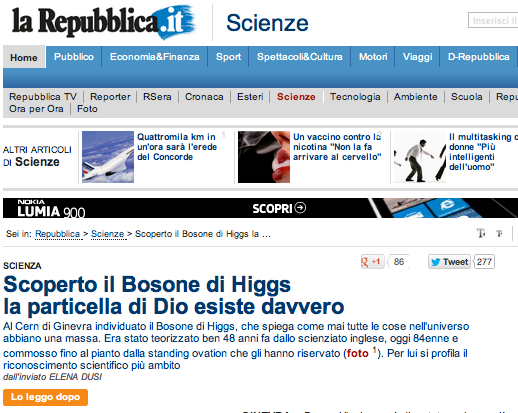 la Repubblica.it Scienze
Inserisci il
Home Pubblico Economia&Finanza Sport Spettacoli&Cultura Motori Viaggi D-Repubblica
Repubblica TV Reporter RSera Cronaca Esteri Scienze Tecnologia Ambiente Scuola
Ora per Ora Foto
ALTRI ARTICOLI
DI Scienze
Quattromila km in
un'ora sarà l'erede
del Concorde
1
Un vaccino contro la
nicotina "Non la fa
arrivare al cervello"
Il multitasking d
donne "Più
intelligenti
dell'uomo"
NOKIA
LUMIA 900
SCOPRI
Sei in: Repubblica > Scienze > Scoperto il Bosone di Higgs la ...
T T
SCIENZA
g +1 86 Tweet 277
Scoperto il Bosone di Higgs
la particella di Dio esiste davvero
Al Cern di Ginevra individuato il Bosone di Higgs, che spiega come mai tutte le cose nell'universo
abbiano una massa. Era stato teorizzato ben 48 anni fa dallo scienziato inglese, oggi 84enne e
commosso fino al pianto dalla standing ovation che gli hanno riservato (foto 1). Per lui si profila il
riconoscimento scientifico più ambito
dall'inviato ELENA DUSI
Lo leggo dopo